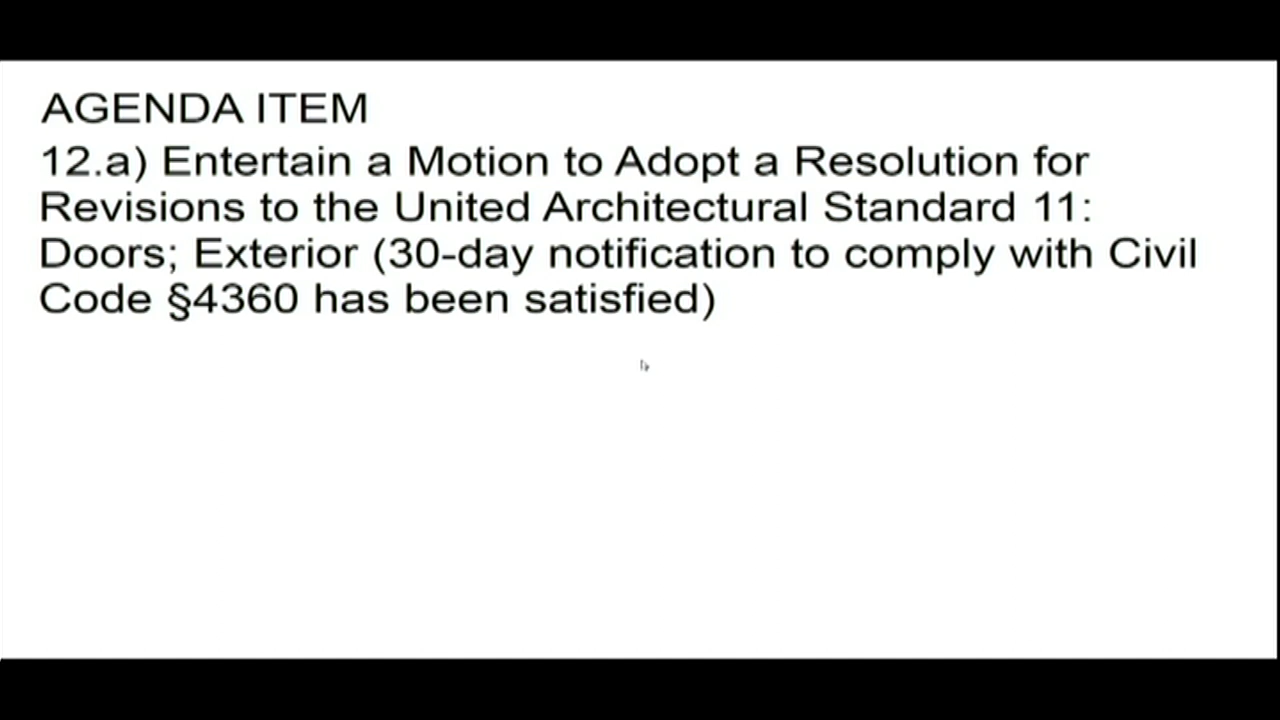 AGENDA ITEM
12.a) Entertain a Motion to Adopt a Resolution for
Revisions to the United Architectural Standard 11:
Doors; Exterior (30-day notification to comply with Civil
Code §4360 has been satisfied)